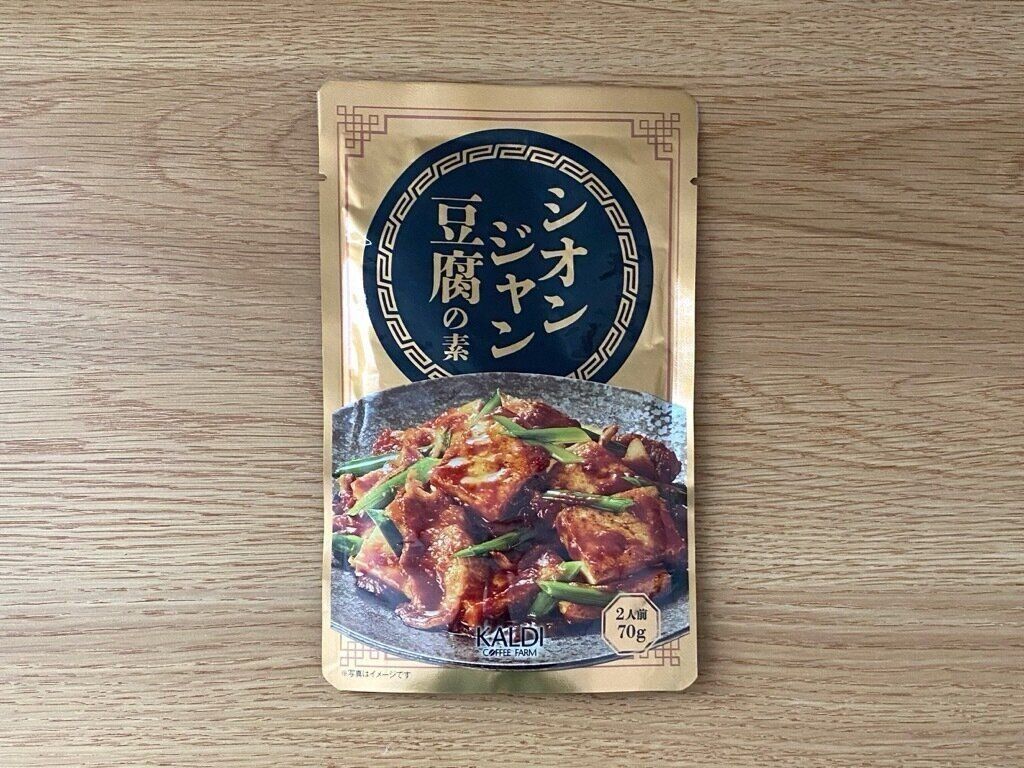 シオン
ジャン
豆腐の素
KALDI
COFFEE FARM
2人前
70g
※写真はイメージです